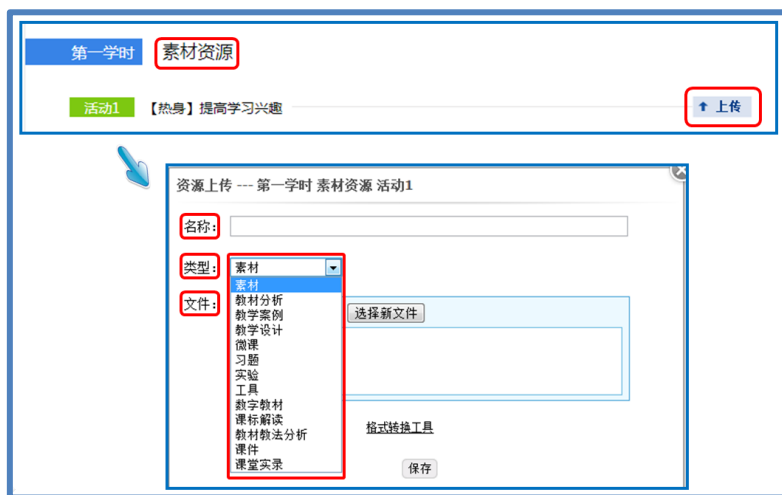 第一学时 素材资源
活动1 【热身】提高学习兴趣 上传
资源上传 --- 第一学时 素材资源 活动1
名称：
类型： 素材
素材
教材分析
文件：
教学案例
选择新文件
教学设计
微课
习题
实验
工具
数字教材
课标解读
格式转换工具
教材教法分析
课件
课堂实录
保存